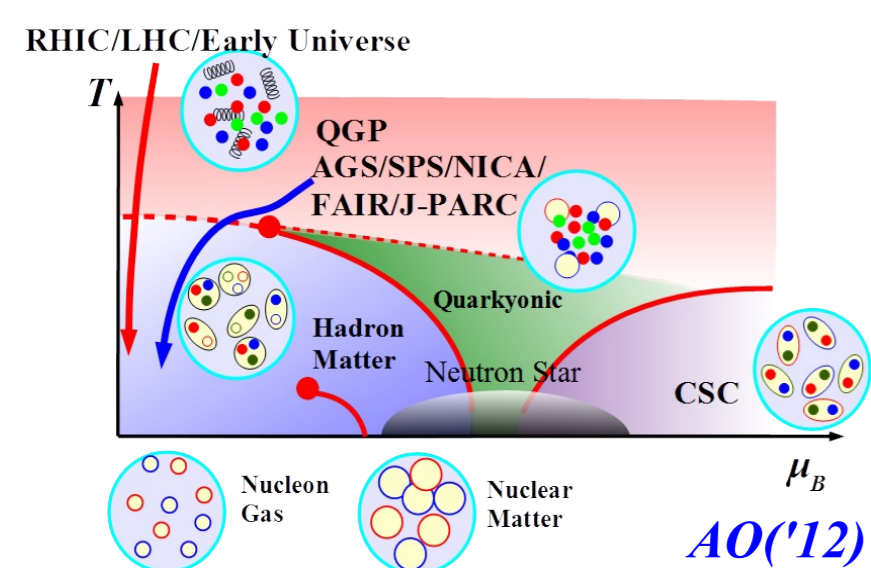 RHIC/LHC/Early Universe
T
QGP
AGS/SPS/NICA/
FAIR/J-PARC
Quarkyonic
Hadron
Matter
Neutron Star
CSC
μB
Nucleon
Gas
Nuclear
Matter
AO('12)